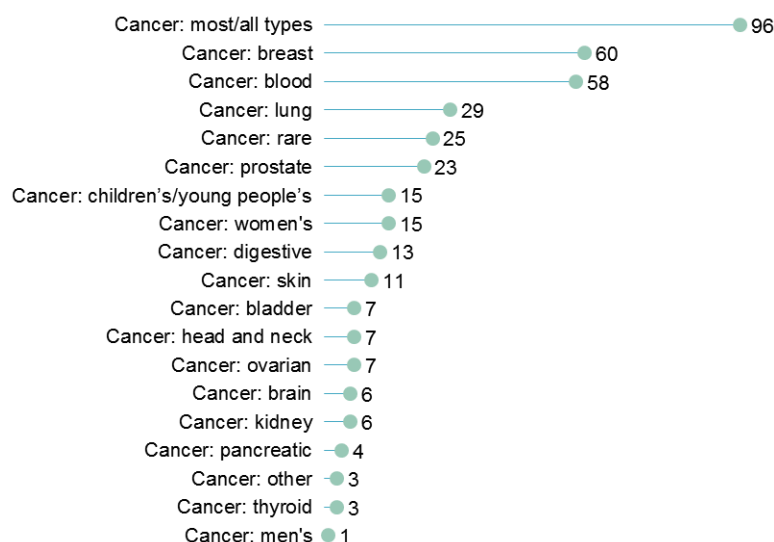 Cancer: most/all types 96
Cancer: breast 60
Cancer: blood 58
Cancer: lung 29
Cancer: rare 25
Cancer: prostate 23
Cancer: children’s/young people’s 15
Cancer: women's 15
Cancer: digestive 13
Cancer: skin 11
Cancer: bladder 7
Cancer: head and neck 7
Cancer: ovarian 7
Cancer: brain 6
Cancer: kidney 6
Cancer: pancreatic 4
Cancer: other 3
Cancer: thyroid 3
Cancer: men's 1